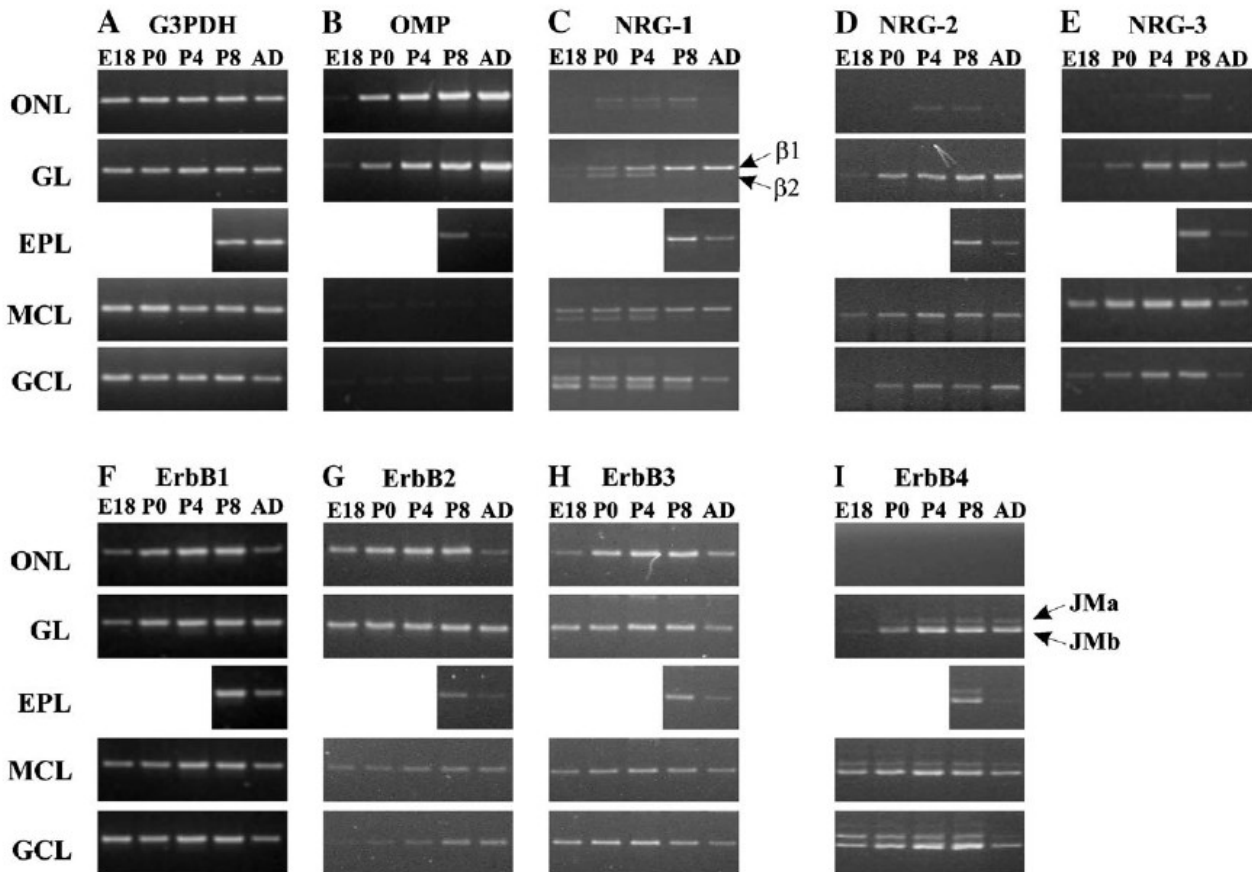 A G3PDH B OMP C NRG-1 D NRG-2 E NRG-3
E18 P0 P4 P8 AD E18 P0 P4 P8 AD E18 P0 P4 P8 AD E18 P0 P4 P8 AD E18 P0 P4 P8 AD
ONL
GL β1
β2
EPL
MCL
GCL
F ErbB1 G ErbB2 H ErbB3 I ErbB4
E18 P0 P4 P8 AD E18 P0 P4 P8 AD E18 P0 P4 P8 AD E18 P0 P4 P8 AD
ONL
GL JMa
JMb
EPL
MCL
GCL